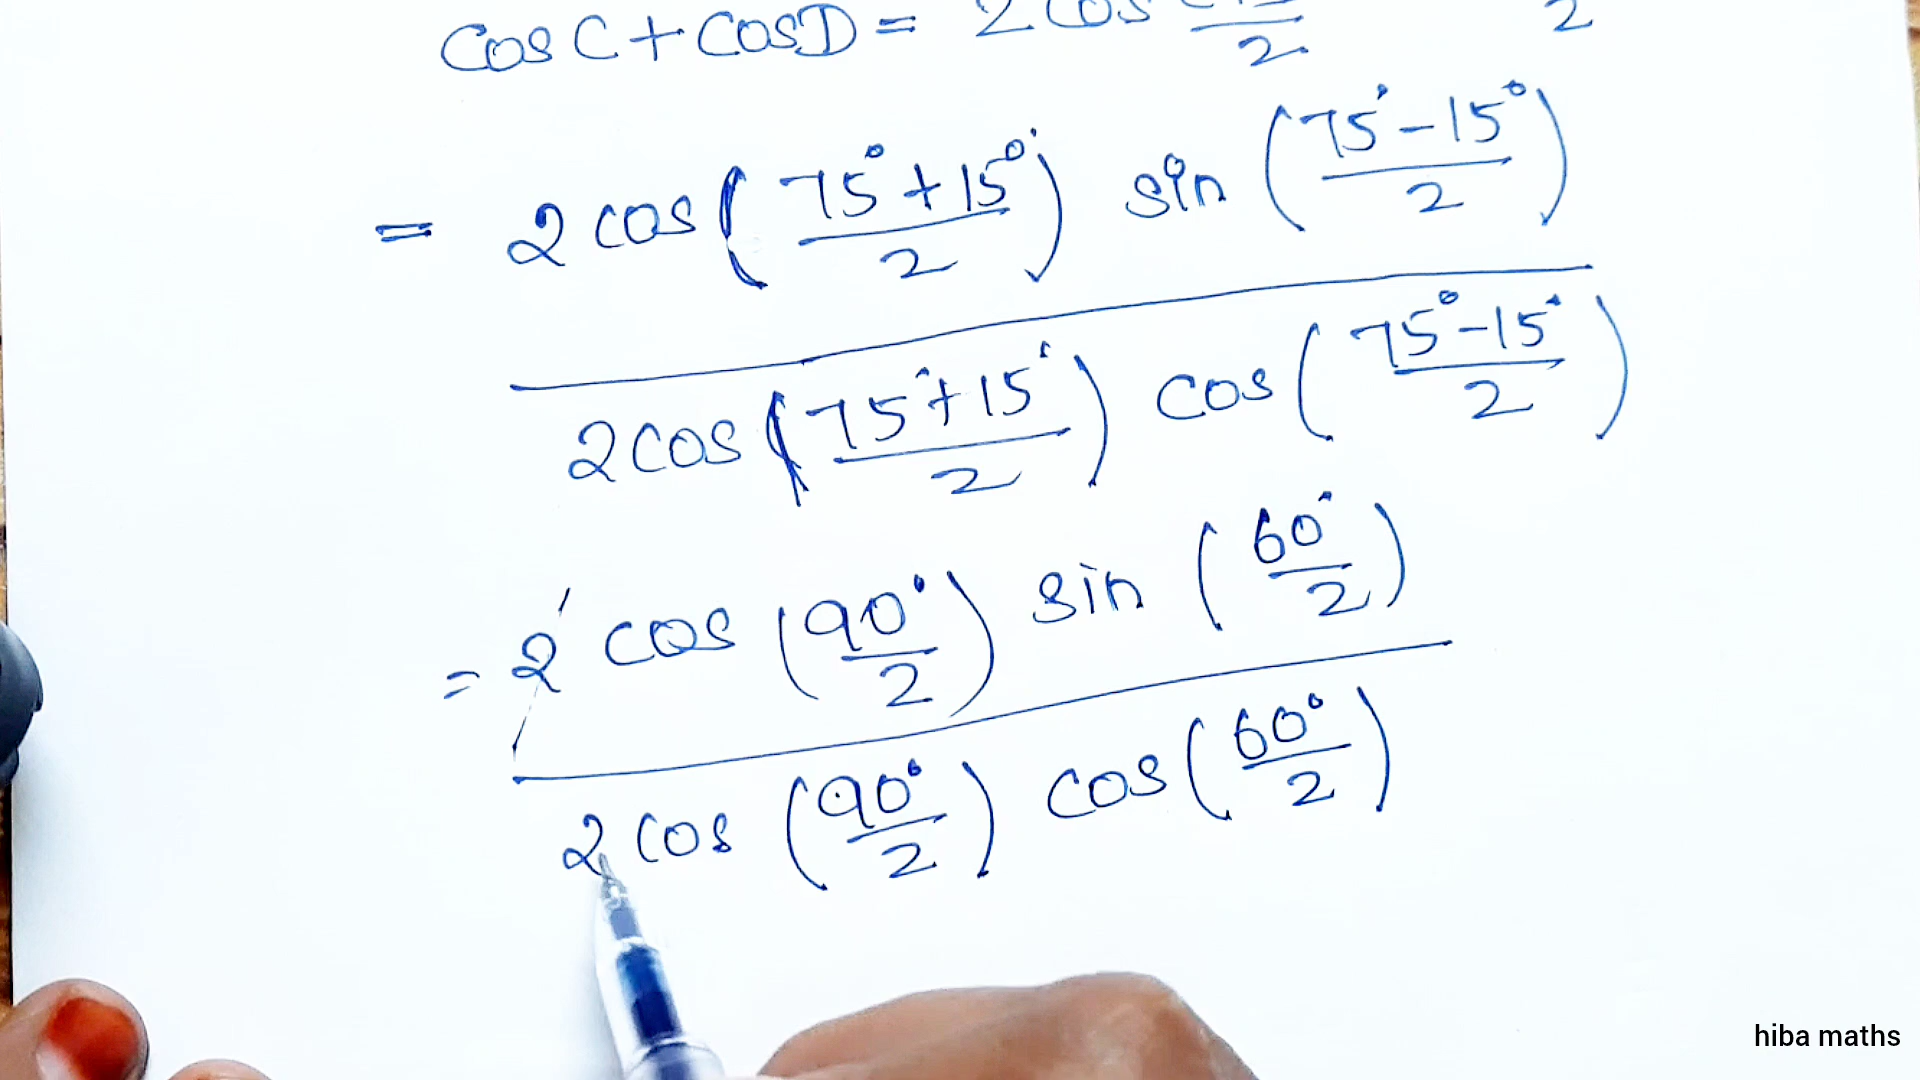 cos C + cos D = 2 cos
2
2
= 2 cos ( 75° + 15° / 2 ) sin ( 75° - 15° / 2 )
2 cos ( 75° + 15° / 2 ) cos ( 75° - 15° / 2 )
= 2 cos ( 90° / 2 ) sin ( 60° / 2 )
2 cos ( 90° / 2 ) cos ( 60° / 2 )
hiba maths